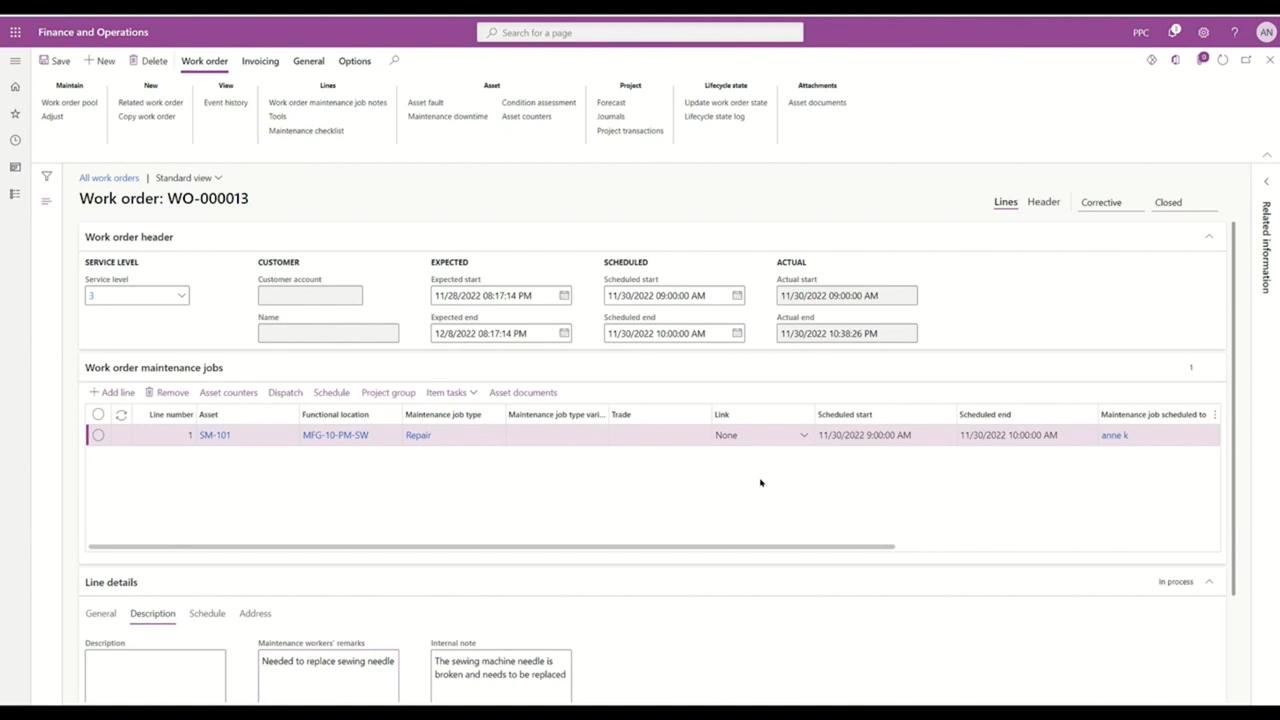 Finance and Operations
Search for a page
PPC
1
?
AN
Save
New
Delete
Work order
Invoicing
General
Options
0
Maintain
New
View
Lines
Asset
Project
Lifecycle state
Attachments
Work order pool
Related work order
Event history
Work order maintenance job notes
Asset fault
Condition assessment
Forecast
Update work order state
Asset documents
Adjust
Copy work order
Tools
Maintenance downtime
Asset counters
Journals
Lifecycle state log
Maintenance checklist
Project transactions
All work orders | Standard view
Work order: WO-000013
Lines
Header
Corrective
Closed
Related information
Work order header
SERVICE LEVEL
CUSTOMER
EXPECTED
SCHEDULED
ACTUAL
Service level
Customer account
Expected start
Scheduled start
Actual start
3
11/28/2022 08:17:14 PM
11/30/2022 09:00:00 AM
11/30/2022 09:00:00 AM
Name
Expected end
Scheduled end
Actual end
12/8/2022 08:17:14 PM
11/30/2022 10:00:00 AM
11/30/2022 10:38:26 PM
Work order maintenance jobs
1
Add line
Remove
Asset counters
Dispatch
Schedule
Project group
Item tasks
Asset documents
Line number
Asset
Functional location
Maintenance job type
Maintenance job type vari...
Trade
Link
Scheduled start
Scheduled end
Maintenance job scheduled to
1
SM-101
MFG-10-PM-SW
Repair
None
11/30/2022 9:00:00 AM
11/30/2022 10:00:00 AM
anne k
Line details
In process
General
Description
Schedule
Address
Description
Maintenance workers' remarks
Internal note
Needed to replace sewing needle
The sewing machine needle is
broken and needs to be replaced